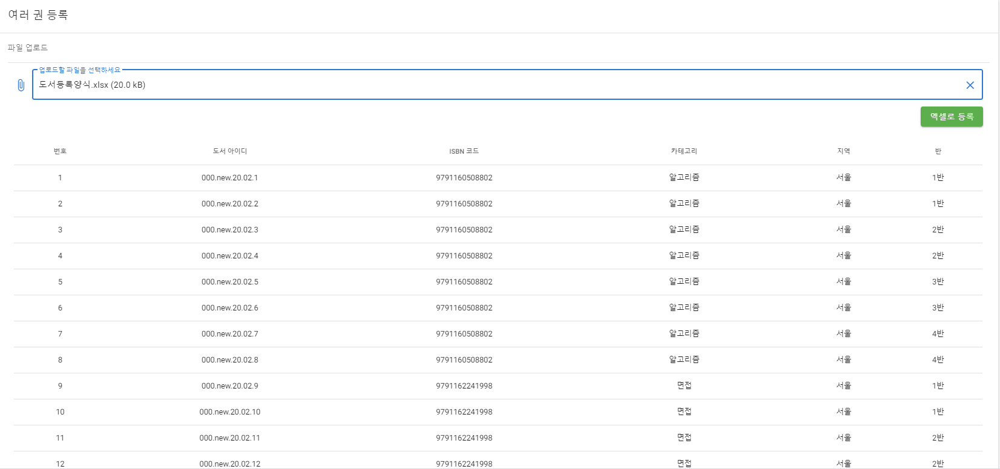 여러 권 등록
파일 업로드
업로드할 파일을 선택하세요
도서등록양식.xlsx (20.0 kB)
엑셀로 등록
번호 도서 아이디 ISBN 코드 카테고리 지역 반
1 000.new.20.02.1 9791160508802 알고리즘 서울 1반
2 000.new.20.02.2 9791160508802 알고리즘 서울 1반
3 000.new.20.02.3 9791160508802 알고리즘 서울 2반
4 000.new.20.02.4 9791160508802 알고리즘 서울 2반
5 000.new.20.02.5 9791160508802 알고리즘 서울 3반
6 000.new.20.02.6 9791160508802 알고리즘 서울 3반
7 000.new.20.02.7 9791160508802 알고리즘 서울 4반
8 000.new.20.02.8 9791160508802 알고리즘 서울 4반
9 000.new.20.02.9 9791162241998 면접 서울 1반
10 000.new.20.02.10 9791162241998 면접 서울 1반
11 000.new.20.02.11 9791162241998 면접 서울 2반
12 000.new.20.02.12 9791162241998 면접 서울 2반